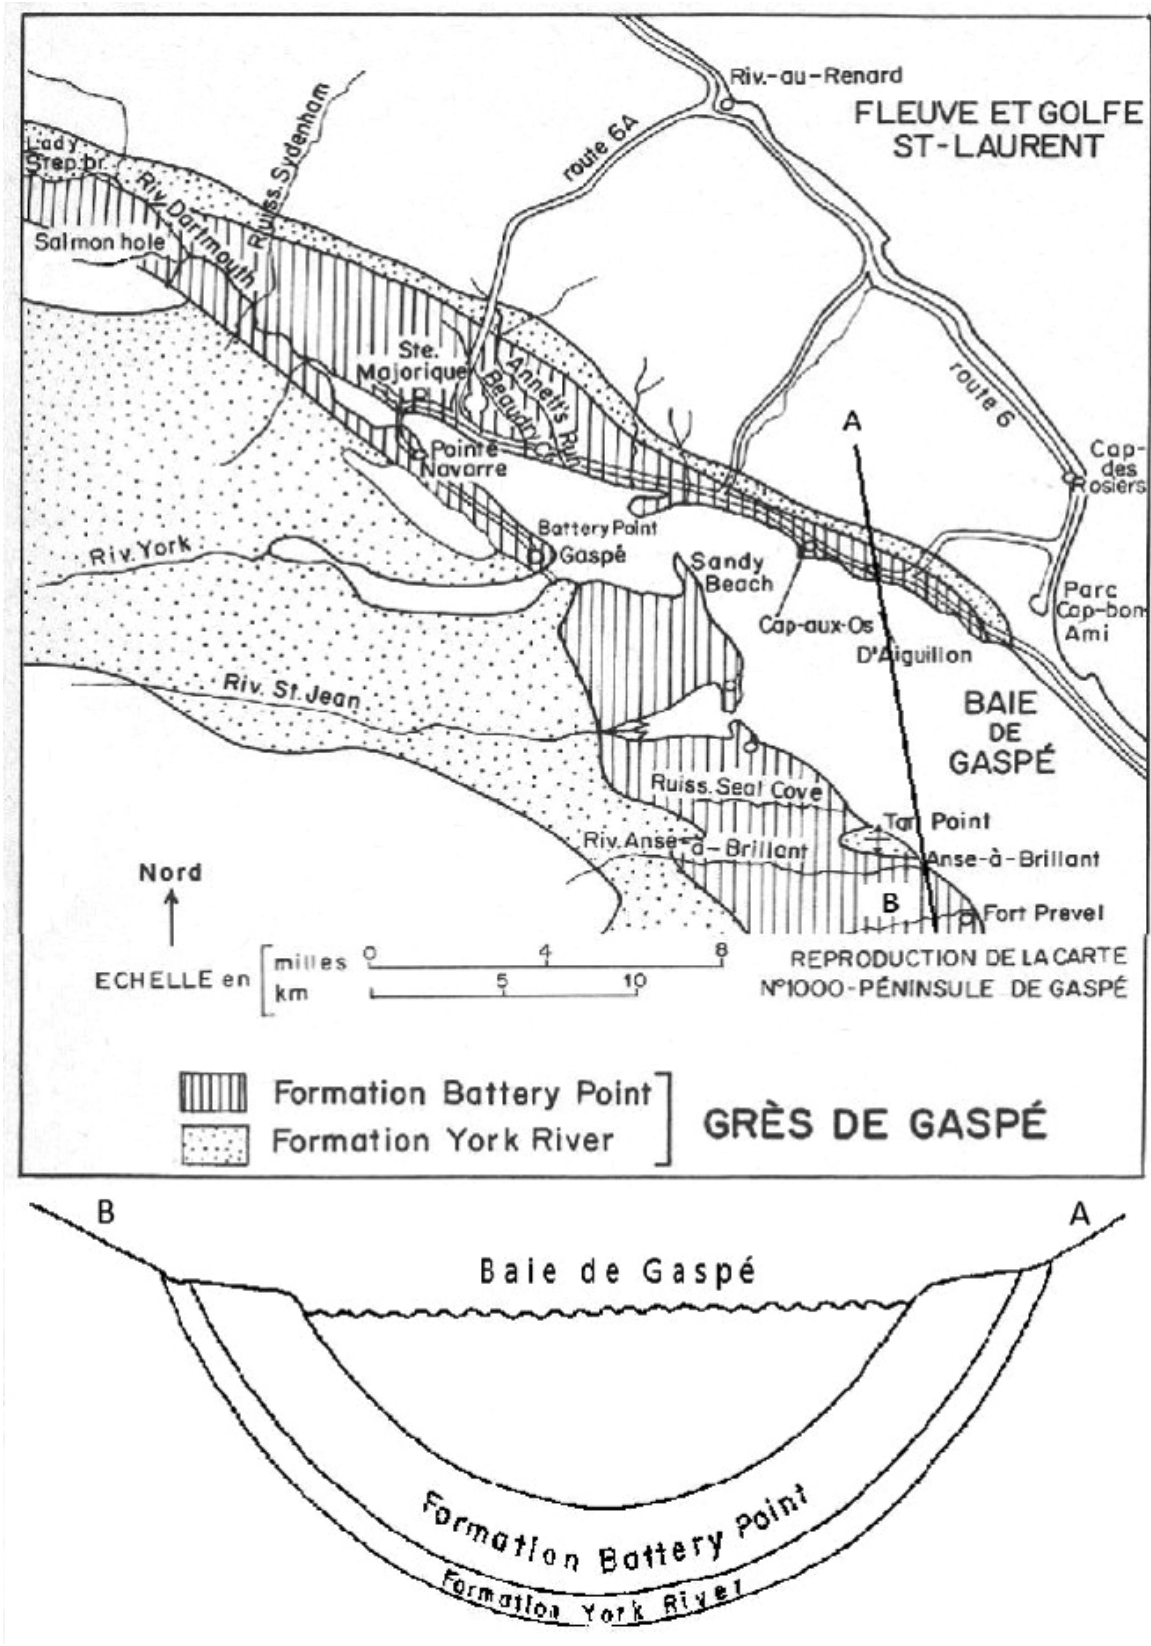 Riv.-au-Renard
FLEUVE ET GOLFE
ST-LAURENT
route 6A
Ruiss. Sydenham
Lady
Step. br.
Riv. Dartmouth
Salmon hole
Ste.
Majorique
Annett's Run
Beaudry Ck
route 6
A
Cap-
des
Rosiers
Pointe
Navarre
Battery Point
Gaspé
Riv. York
Sandy
Beach
Parc
Cap-bon-
Ami
Cap-aux-Os
D'Aiguillon
Riv. St. Jean
BAIE
DE
GASPÉ
Ruiss. Seal Cove
Tar Point
Riv. Anse-à-Brillant
Anse-à-Brillant
B
Fort Prevel
Nord
ECHELLE en
milles 0 4 8
km 5 10
REPRODUCTION DE LA CARTE
N°1000-PÉNINSULE DE GASPÉ
Formation Battery Point
Formation York River
GRÈS DE GASPÉ
B
A
Baie de Gaspé
Formation Battery Point
Formation York River